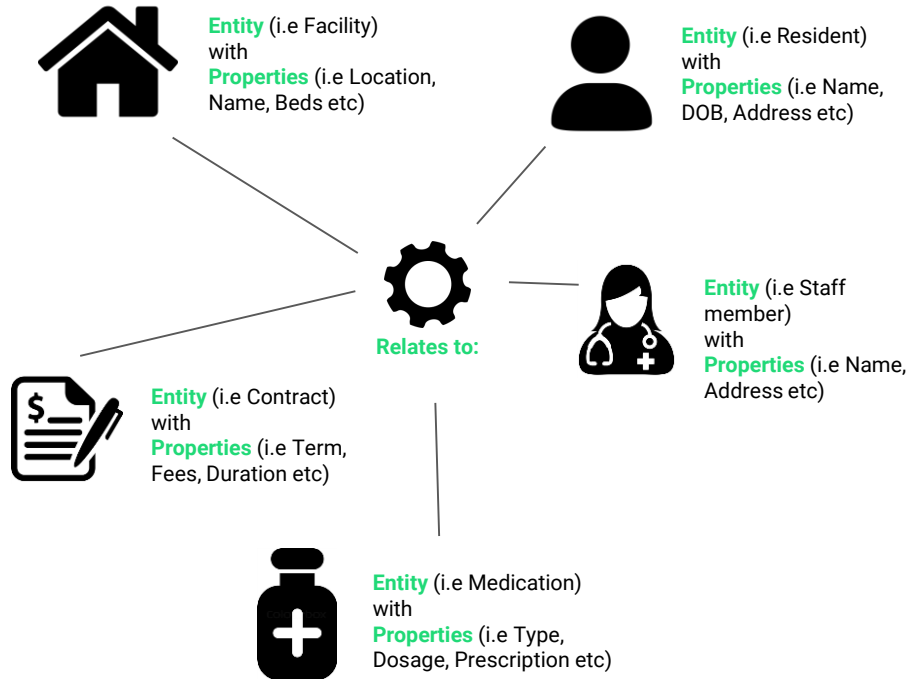 Entity (i.e Facility)
with
Properties (i.e Location,
Name, Beds etc)
Entity (i.e Resident)
with
Properties (i.e Name,
DOB, Address etc)
Relates to:
Entity (i.e Staff
member)
with
Properties (i.e Name,
Address etc)
$
Entity (i.e Contract)
with
Properties (i.e Term,
Fees, Duration etc)
Entity (i.e Medication)
with
Properties (i.e Type,
Dosage, Prescription etc)